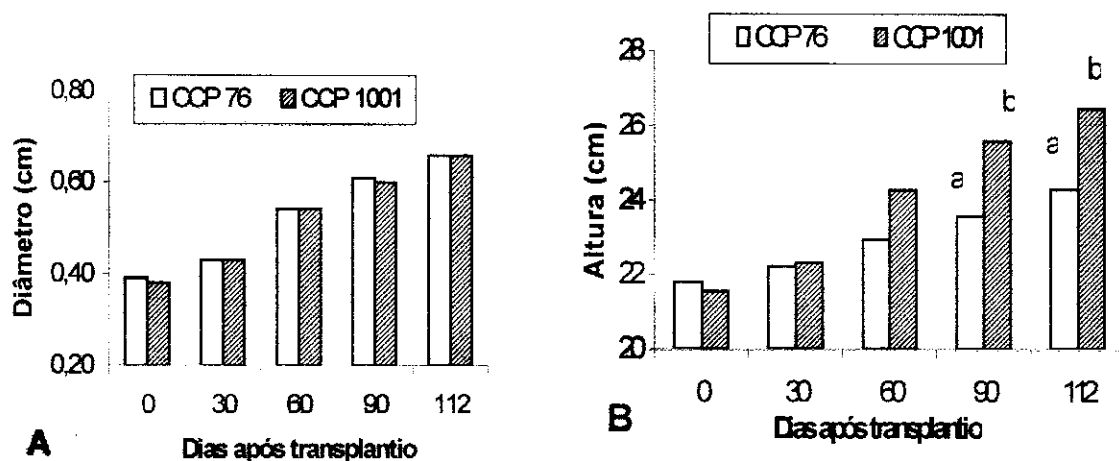 CCP 76 CCP 1001
0,80
0,60
0,40
0,20
Diâmetro (cm)
0 30 60 90 112
Dias após transplantio
A
CCP 76 CCP 1001
28
26
24
22
20
Altura (cm)
a b
a b
0 30 60 90 112
Dias após transplantio
B